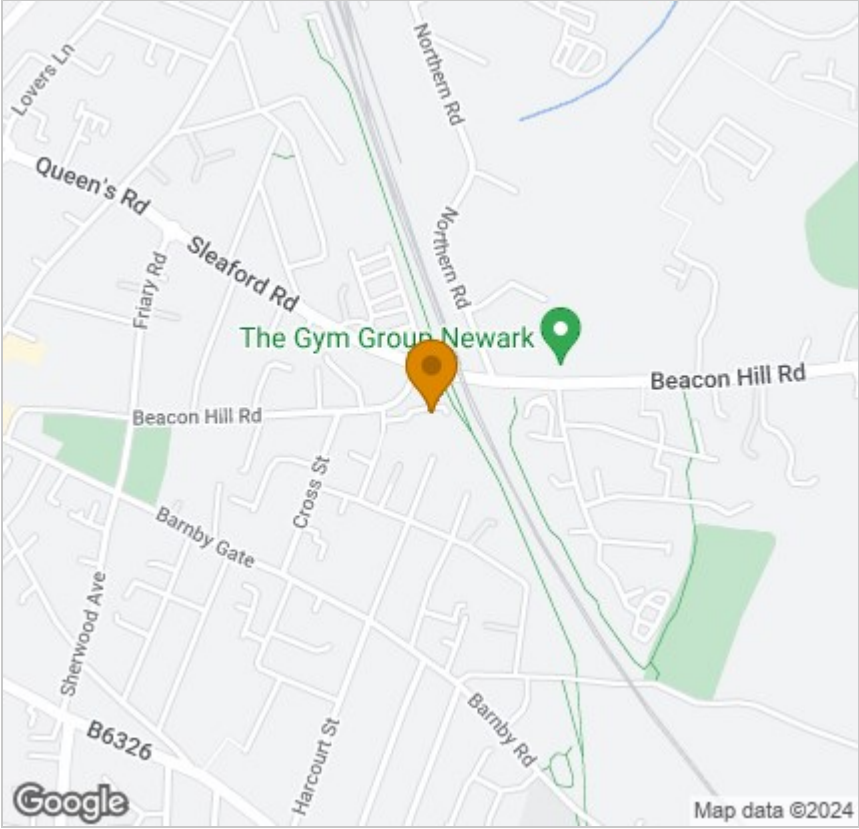 Lovers Ln
Northern Rd
Queen's Rd
Northern Rd
Sleaford Rd
Friary Rd
The Gym Group Newark
Beacon Hill Rd
Beacon Hill Rd
Cross St
Barnby Gate
Sherwood Ave
B6326
Harcourt St
Barnby Rd
Google
Map data ©2024